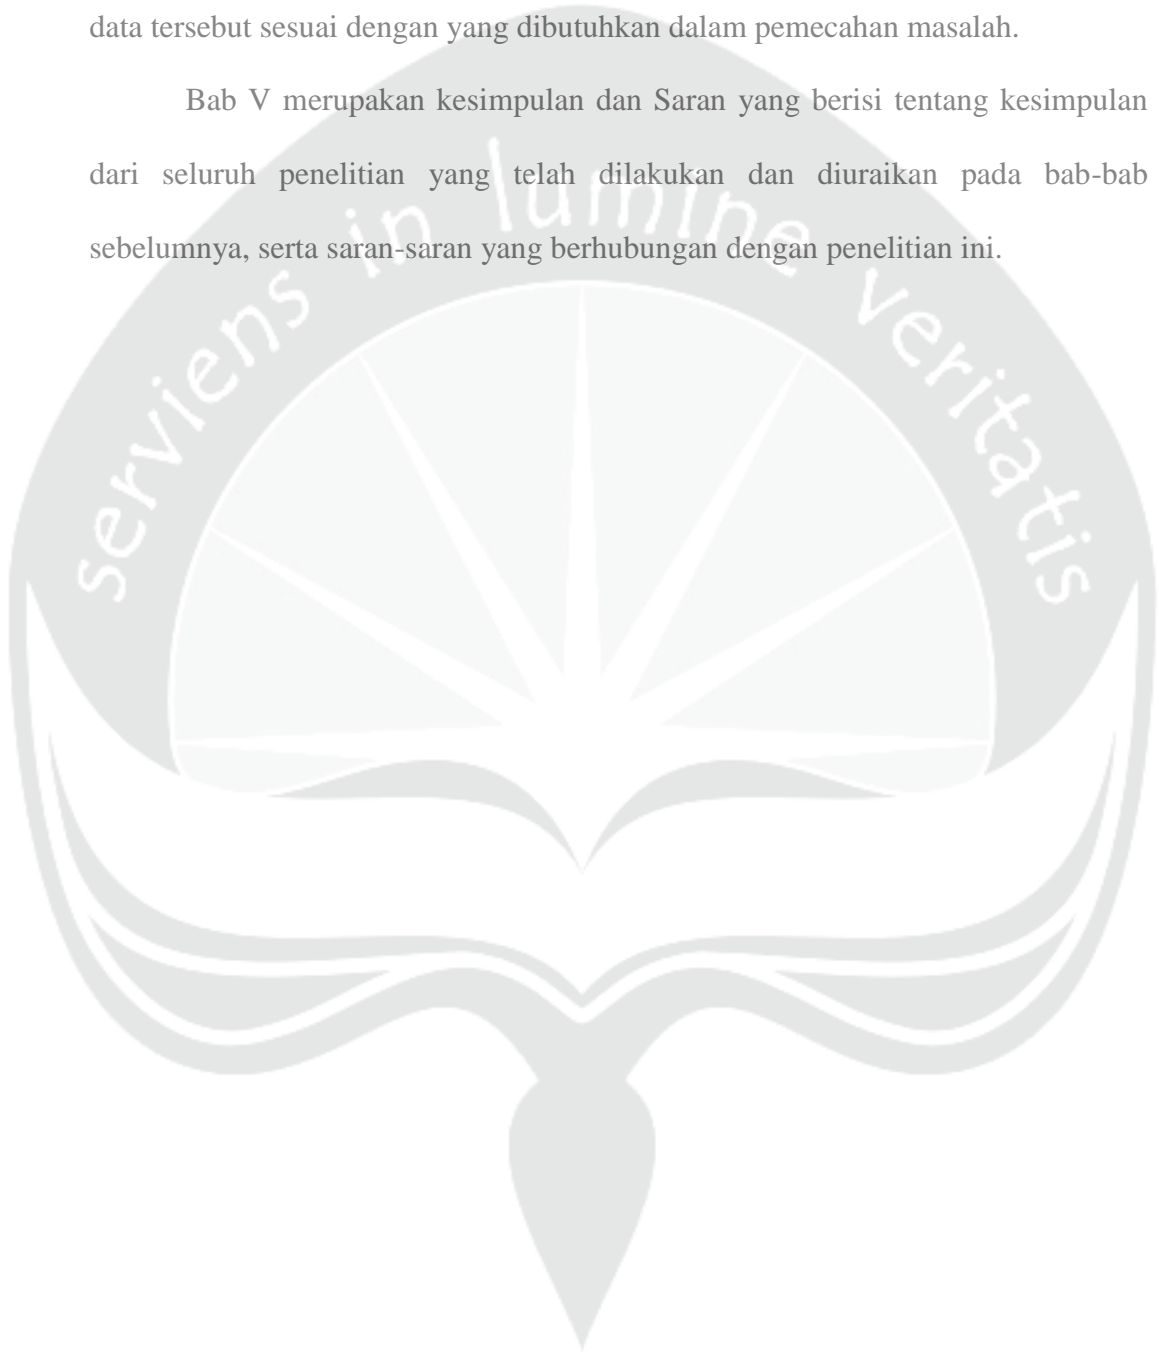 data tersebut sesuai dengan yang dibutuhkan dalam pemecahan masalah.
Bab V merupakan kesimpulan dan Saran yang berisi tentang kesimpulan
dari seluruh penelitian yang telah dilakukan dan diuraikan pada bab-bab
sebelumnya, serta saran-saran yang berhubungan dengan penelitian ini.
serviens in lumine veritatis